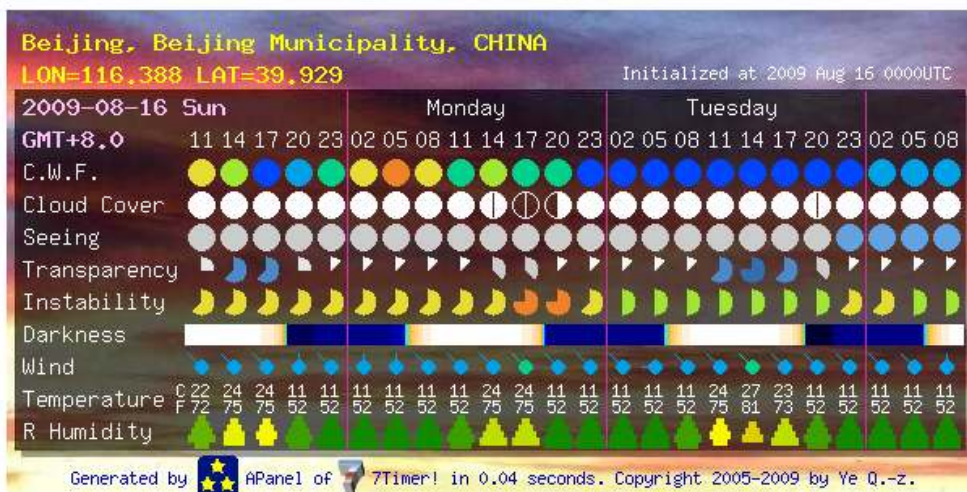 Beijing, Beijing Municipality, CHINA
LON=116.388 LAT=39.929
Initialized at 2009 Aug 16 0000UTC
2009-08-16 Sun Monday Tuesday
GMT+8.0 11 14 17 20 23 02 05 08 11 14 17 20 23 02 05 08 11 14 17 20 23 02 05 08
C.W.F.
Cloud Cover
Seeing
Transparency
Instability
Darkness
Wind
Temperature C 22 24 24 11 11 11 11 11 11 24 24 11 11 11 11 11 24 27 23 11 11 11 11 11
F 72 75 75 52 52 52 52 52 52 75 75 52 52 52 52 52 75 81 73 52 52 52 52 52
R Humidity
Generated by APanel of 7Timer! in 0.04 seconds. Copyright 2005-2009 by Ye Q.-z.